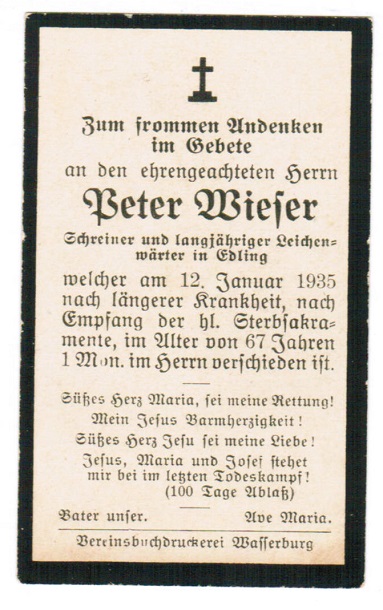 Zum frommen Andenken
im Gebete
an den ehrengeachteten Herrn
Peter Wieser
Schreiner und langjähriger Leichen-
wärter in Edling
welcher am 12. Januar 1935
nach längerer Krankheit, nach
Empfang der hl. Sterbsakra-
mente, im Alter von 67 Jahren
1 Mon. im Herrn verschieden ist.
Süßes Herz Maria, sei meine Rettung!
Mein Jesus Barmherzigkeit!
Süßes Herz Jesu sei meine Liebe!
Jesus, Maria und Josef stehet
mir bei im letzten Todeskampf!
(100 Tage Ablaß)
Vater unser. Ave Maria.
Vereinsbuchdruckerei Wasserburg